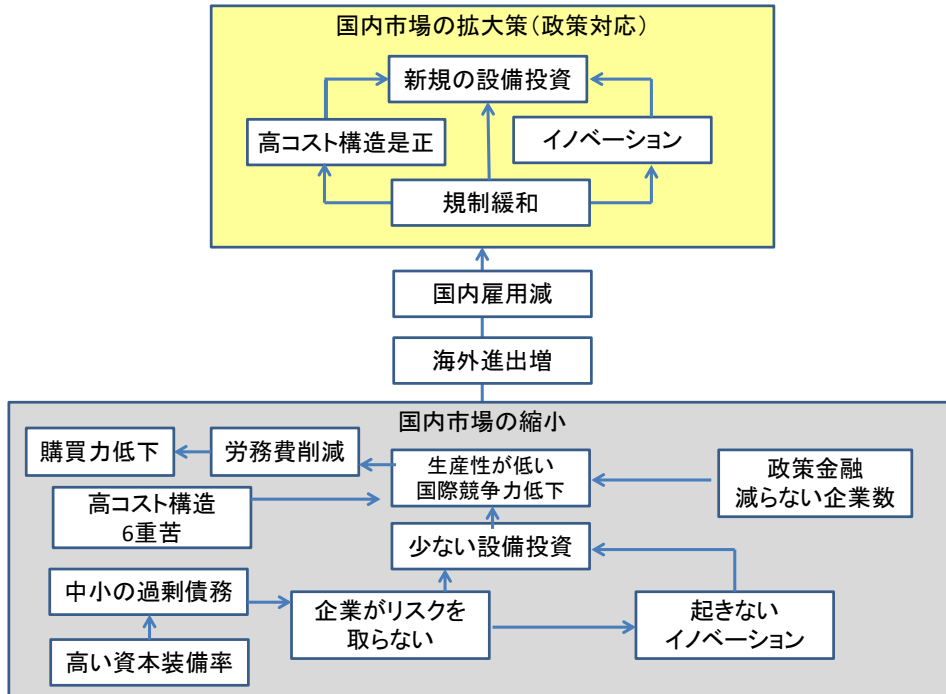 国内市場の拡大策(政策対応)
新規の設備投資
高コスト構造是正
イノベーション
規制緩和
国内雇用減
海外進出増
国内市場の縮小
購買力低下
労務費削減
生産性が低い
国際競争力低下
政策金融
減らない企業数
高コスト構造
6重苦
少ない設備投資
中小の過剰債務
企業がリスクを
取らない
起きない
イノベーション
高い資本装備率